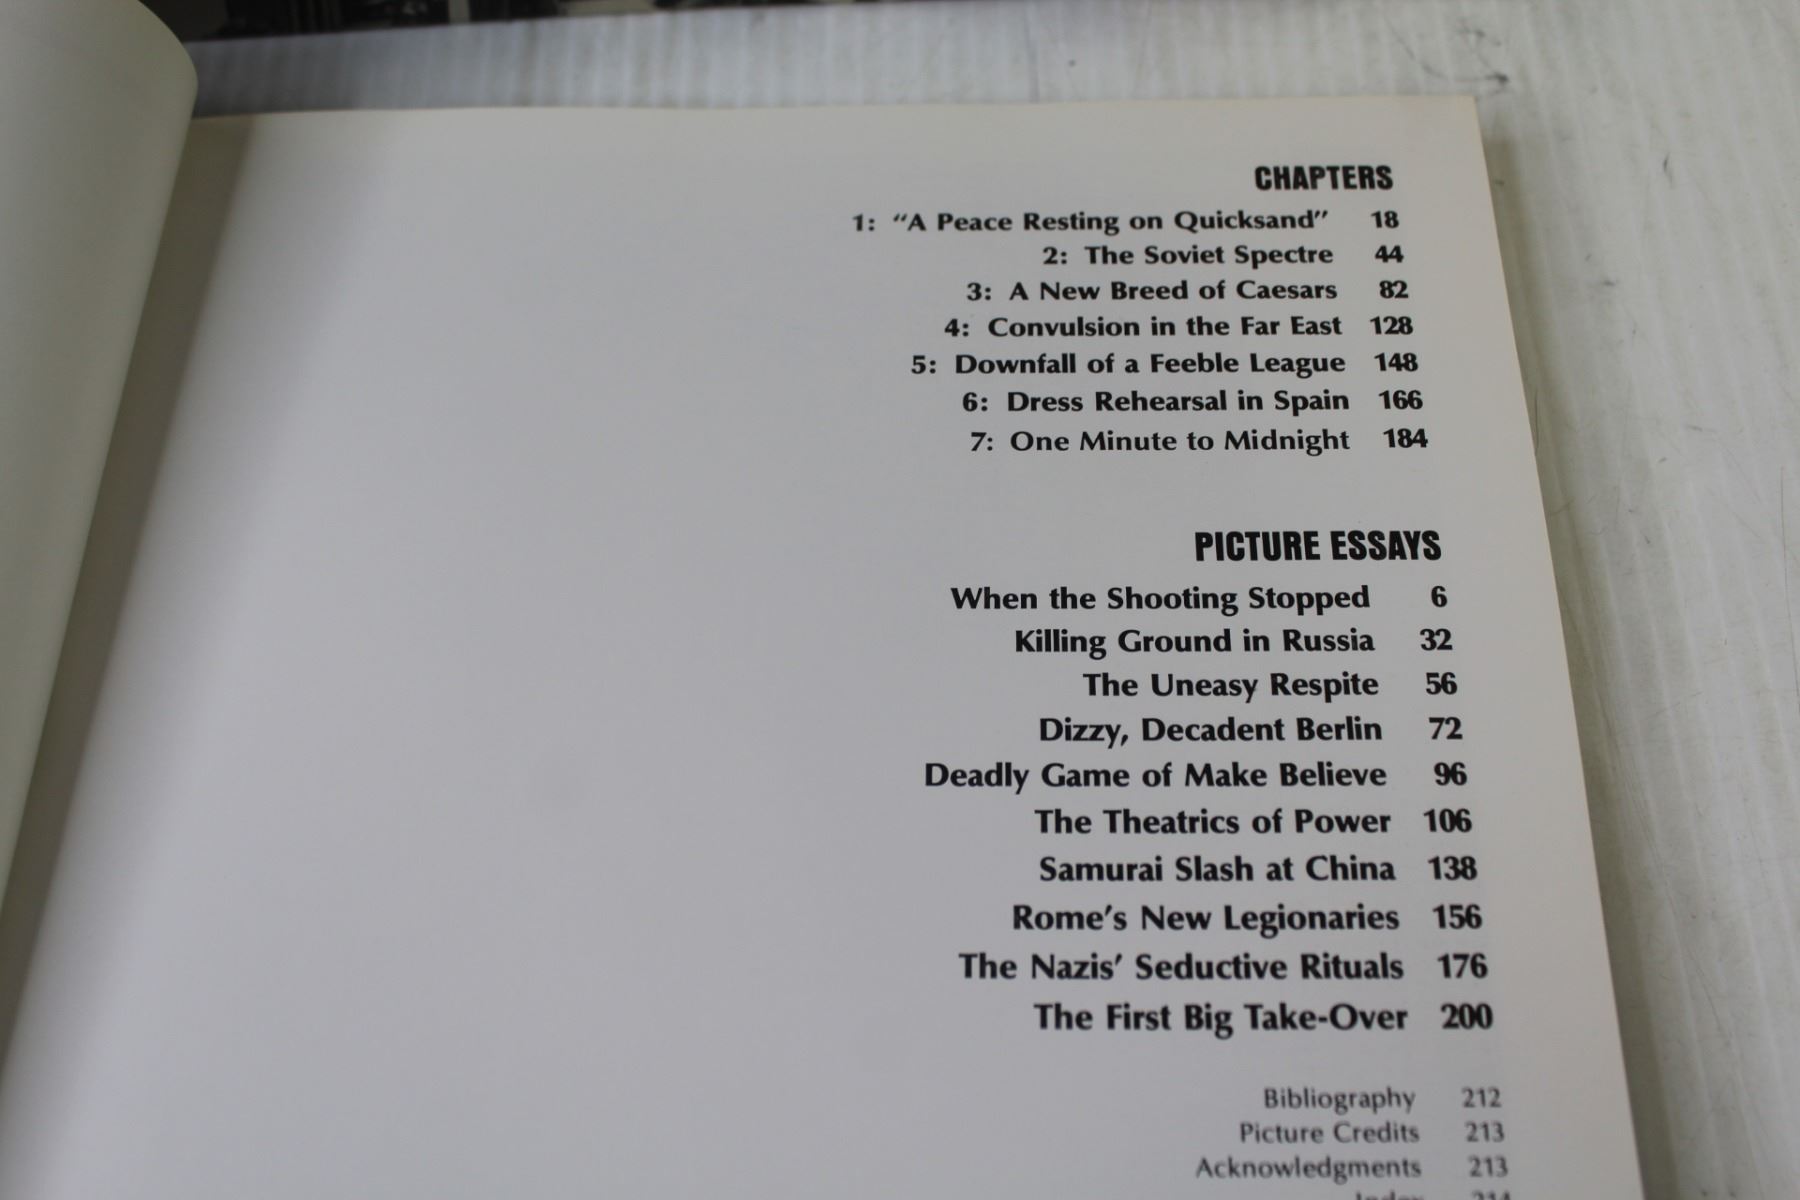 CHAPTERS
1: “A Peace Resting on Quicksand” 18
2: The Soviet Spectre 44
3: A New Breed of Caesars 82
4: Convulsion in the Far East 128
5: Downfall of a Feeble League 148
6: Dress Rehearsal in Spain 166
7: One Minute to Midnight 184
PICTURE ESSAYS
When the Shooting Stopped 6
Killing Ground in Russia 32
The Uneasy Respite 56
Dizzy, Decadent Berlin 72
Deadly Game of Make Believe 96
The Theatrics of Power 106
Samurai Slash at China 138
Rome’s New Legionaries 156
The Nazis’ Seductive Rituals 176
The First Big Take-Over 200
Bibliography 212
Picture Credits 213
Acknowledgments 213
Index 214